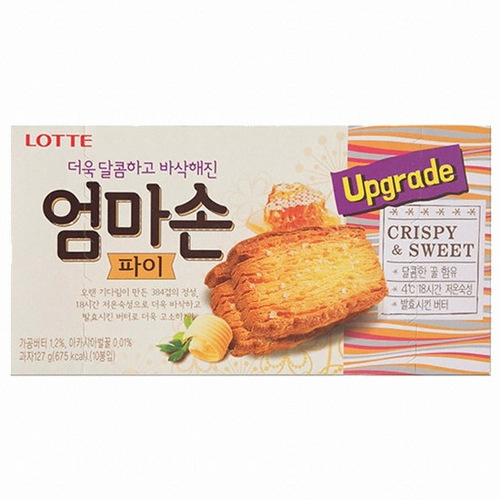 LOTTE
더욱 달콤하고 바삭해진
엄마손
파이
오랜 기다림이 만든 384겹의 정성,
18시간 저온숙성으로 더욱 바삭하고
발효시킨 버터로 더욱 고소하게!
가공버터 1.2%, 아카시아벌꿀 0.01%
과자127 g(675 kcal) (10봉입)
Upgrade
CRISPY
& SWEET
달콤한 꿀 함유
4℃ 18시간 저온숙성
발효시킨 버터